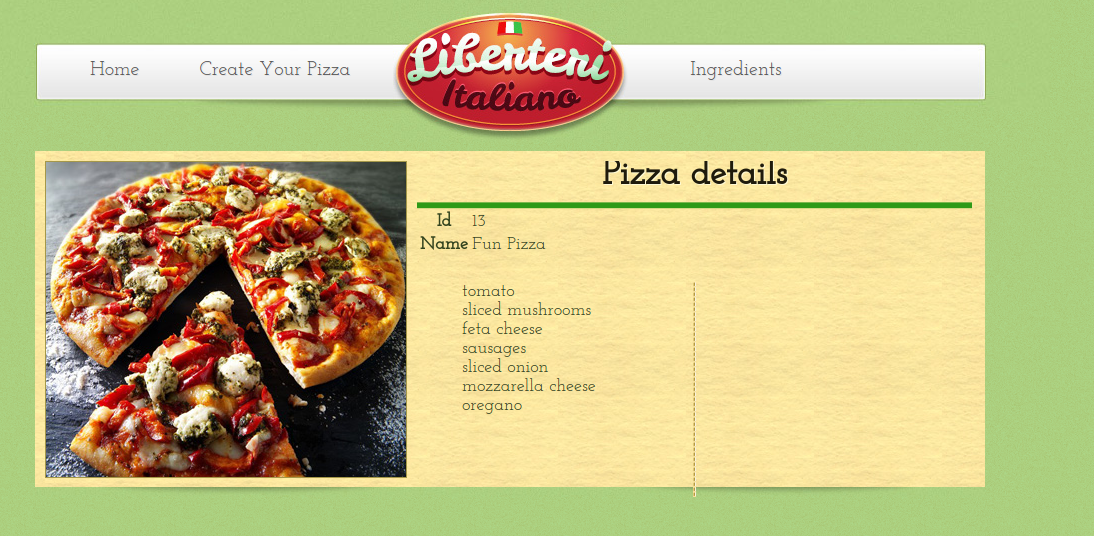 Liberteri
Italiano
Home
Create Your Pizza
Ingredients
Pizza details
Id 13
Name Fun Pizza
tomato
sliced mushrooms
feta cheese
sausages
sliced onion
mozzarella cheese
oregano